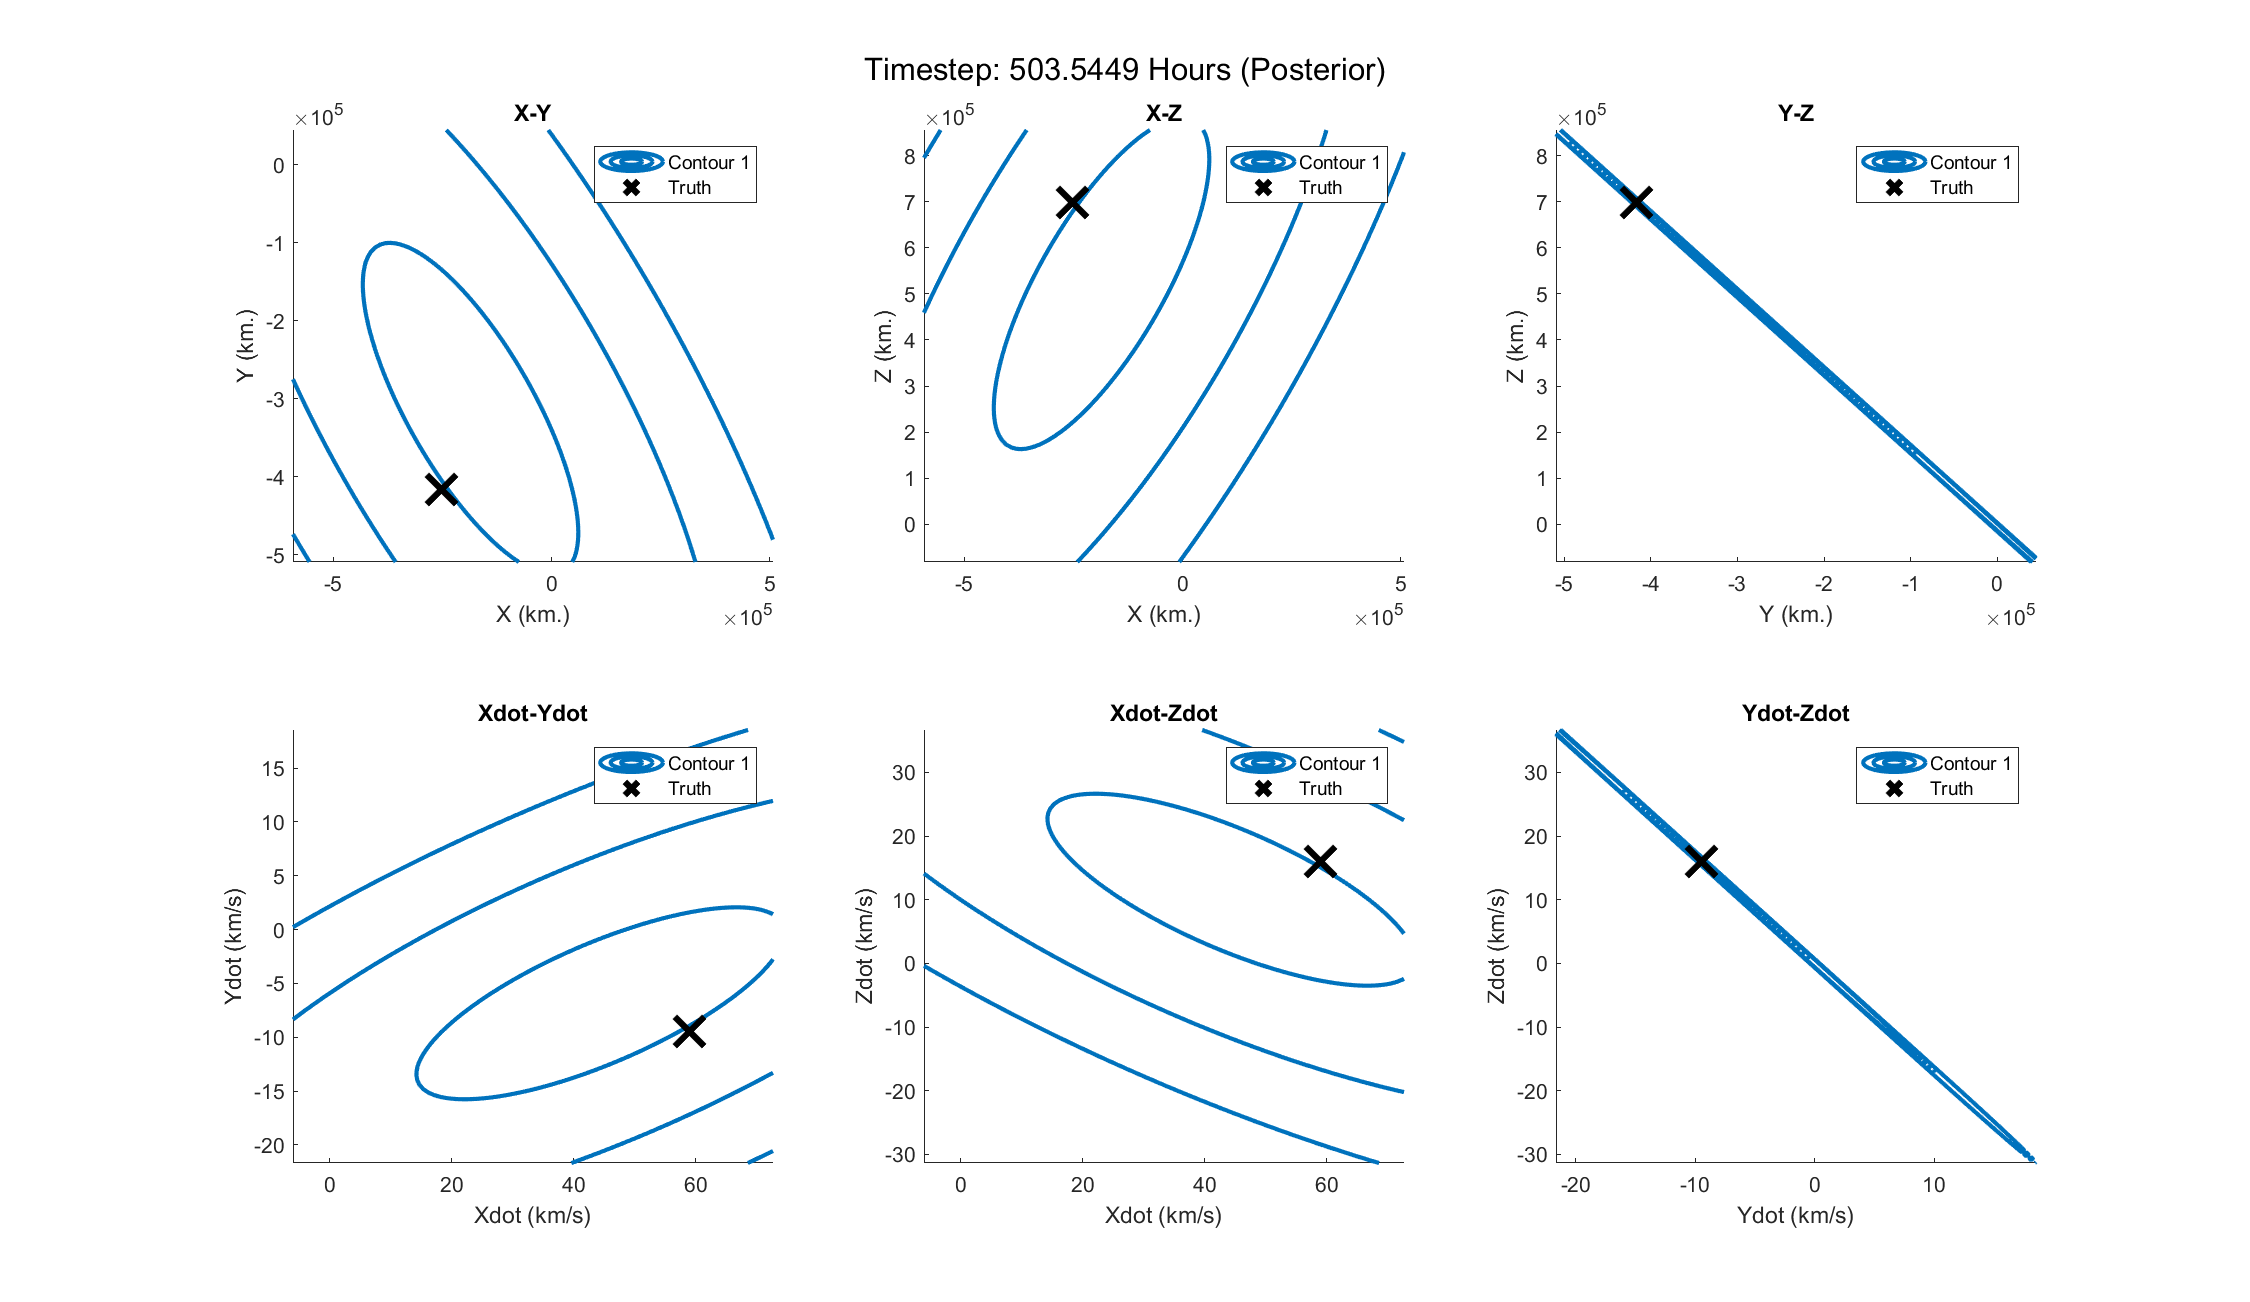 Timestep: 503.5449 Hours (Posterior)
X-Y
×10^5
Contour 1
Truth
0
-1
-2
-3
-4
-5
Y (km.)
-5 0 5
×10^5
X (km.)
X-Z
×10^5
Contour 1
Truth
8
7
6
5
4
3
2
1
0
Z (km.)
-5 0 5
×10^5
X (km.)
Y-Z
×10^5
Contour 1
Truth
8
7
6
5
4
3
2
1
0
Z (km.)
-5 -4 -3 -2 -1 0
×10^5
Y (km.)
Xdot-Ydot
Contour 1
Truth
15
10
5
0
-5
-10
-15
-20
Ydot (km/s)
0 20 40 60
Xdot (km/s)
Xdot-Zdot
Contour 1
Truth
30
20
10
0
-10
-20
-30
Zdot (km/s)
0 20 40 60
Xdot (km/s)
Ydot-Zdot
Contour 1
Truth
30
20
10
0
-10
-20
-30
Zdot (km/s)
-20 -10 0 10
Ydot (km/s)